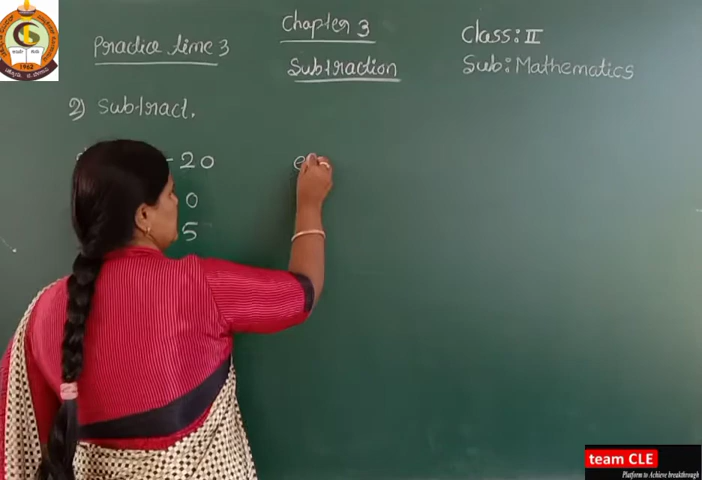 Practice time 3
Chapter 3
Class: II
Subtraction
Sub: Mathematics
2) Subtract.
- 20
0
5
team CLE
Platform to Achieve breakthrough